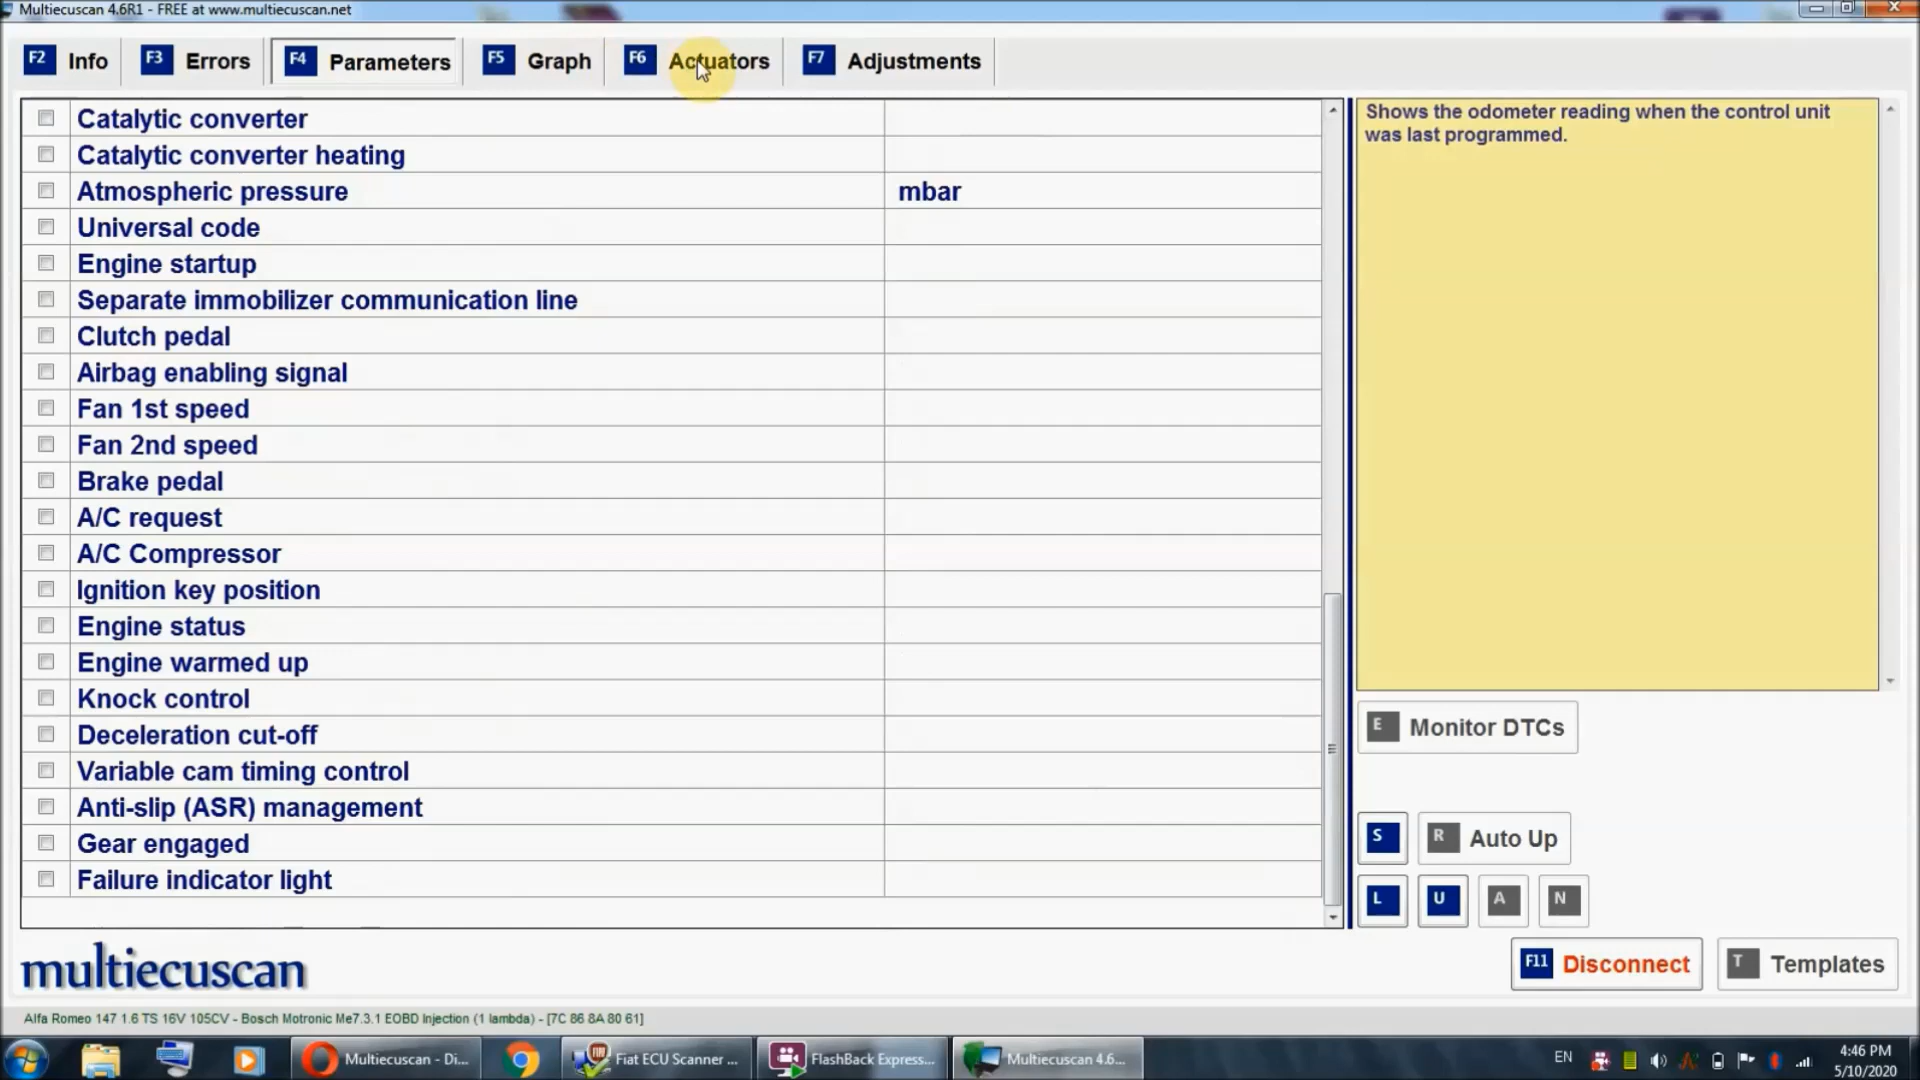 Multiecuscan 4.6R1 - FREE at www.multiecuscan.net
F2 Info F3 Errors F4 Parameters F5 Graph F6 Actuators F7 Adjustments
Catalytic converter
Catalytic converter heating
Atmospheric pressure mbar
Universal code
Engine startup
Separate immobilizer communication line
Clutch pedal
Airbag enabling signal
Fan 1st speed
Fan 2nd speed
Brake pedal
A/C request
A/C Compressor
Ignition key position
Engine status
Engine warmed up
Knock control
Deceleration cut-off
Variable cam timing control
Anti-slip (ASR) management
Gear engaged
Failure indicator light
Shows the odometer reading when the control unit
was last programmed.
E Monitor DTCs
S R Auto Up
L U A N
F11 Disconnect T Templates
multiecuscan
Alfa Romeo 147 1.6 TS 16V 105CV - Bosch Motronic Me7.3.1 EOBD Injection (1 lambda) - [7C 86 8A 80 61]
Multiecuscan - Di... Fiat ECU Scanner ... FlashBack Express... Multiecuscan 4.6... EN 4:46 PM
5/10/2020